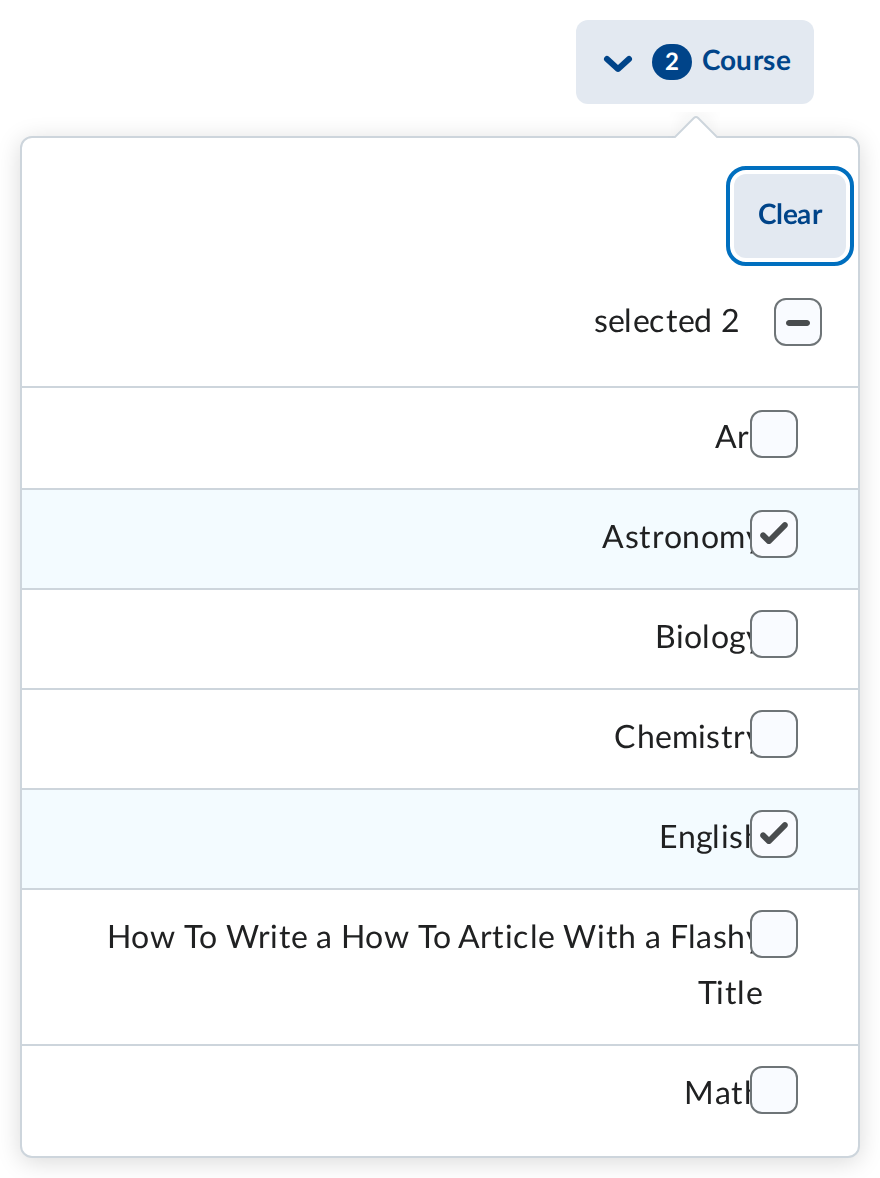 2 Course
Clear
selected 2
Ar
Astronomy
Biology
Chemistry
English
How To Write a How To Article With a Flashy
Title
Math